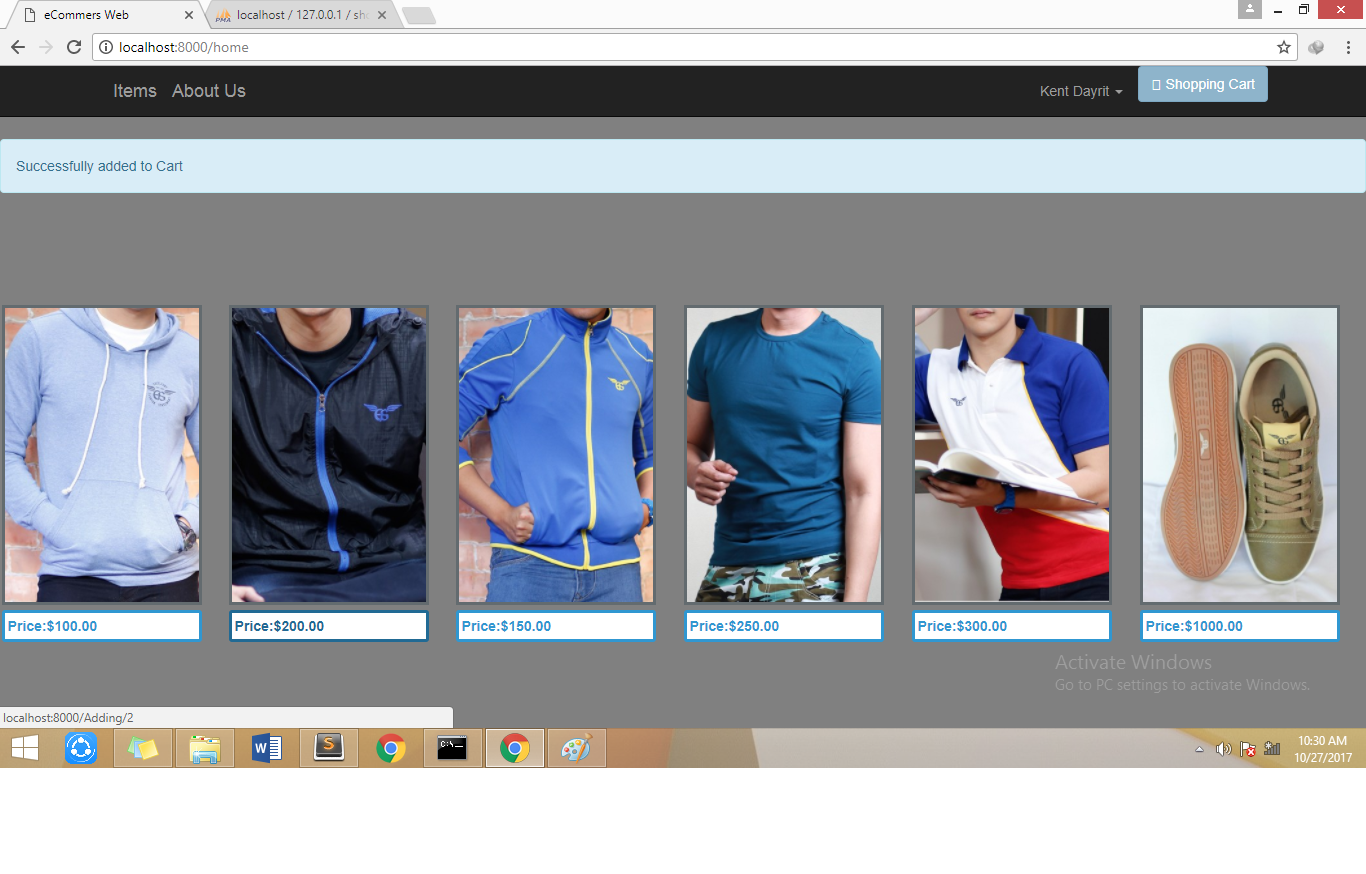 eCommers Web
localhost / 127.0.0.1 / sh
localhost:8000/home
Items About Us
Kent Dayrit
Shopping Cart
Successfully added to Cart
Price:$100.00
Price:$200.00
Price:$150.00
Price:$250.00
Price:$300.00
Price:$1000.00
Activate Windows
Go to PC settings to activate Windows.
localhost:8000/Adding/2
10:30 AM
10/27/2017